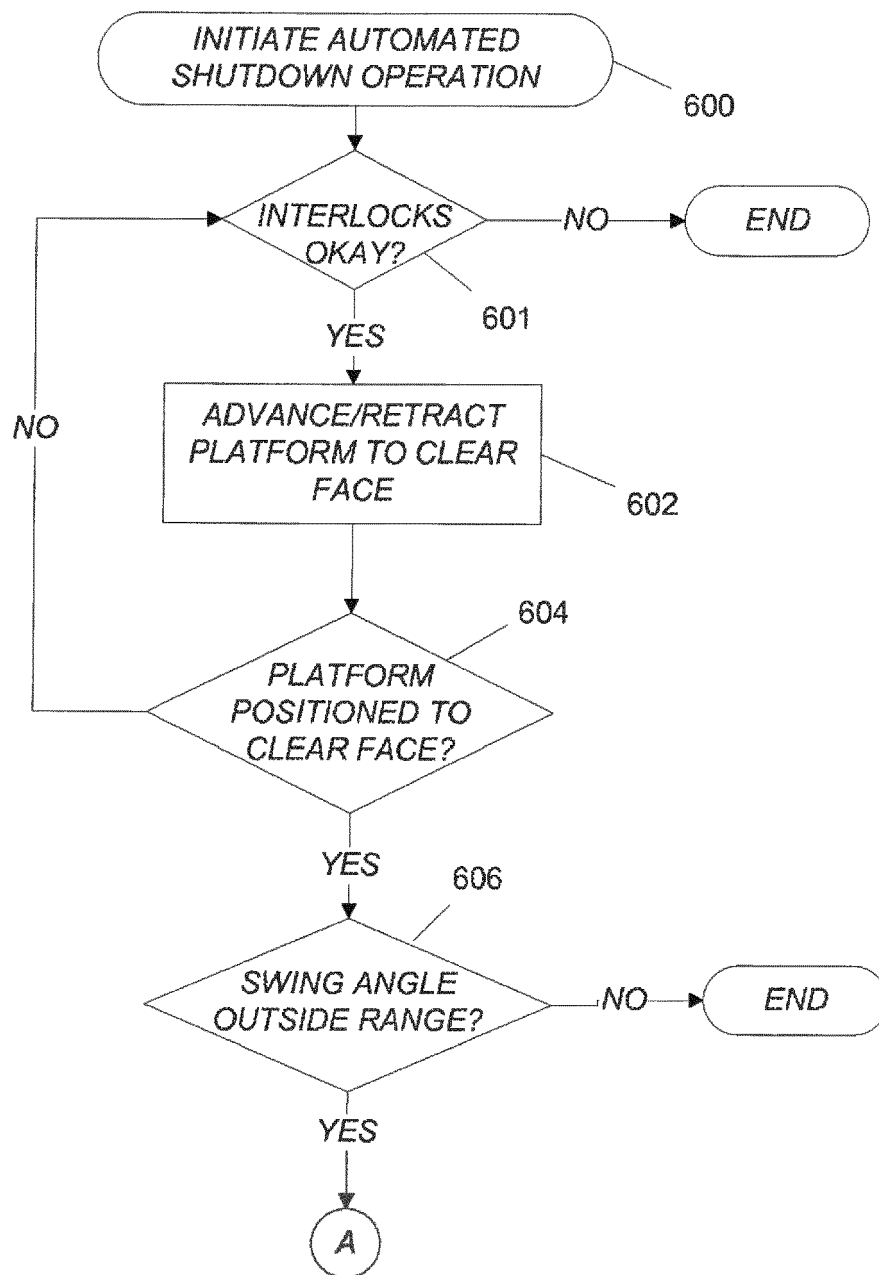 INITIATE AUTOMATED
SHUTDOWN OPERATION
600
INTERLOCKS
OKAY?
NO
END
601
YES
NO
ADVANCE/RETRACT
PLATFORM TO CLEAR
FACE
602
604
PLATFORM
POSITIONED TO
CLEAR FACE?
YES
606
SWING ANGLE
OUTSIDE RANGE?
NO
END
YES
A